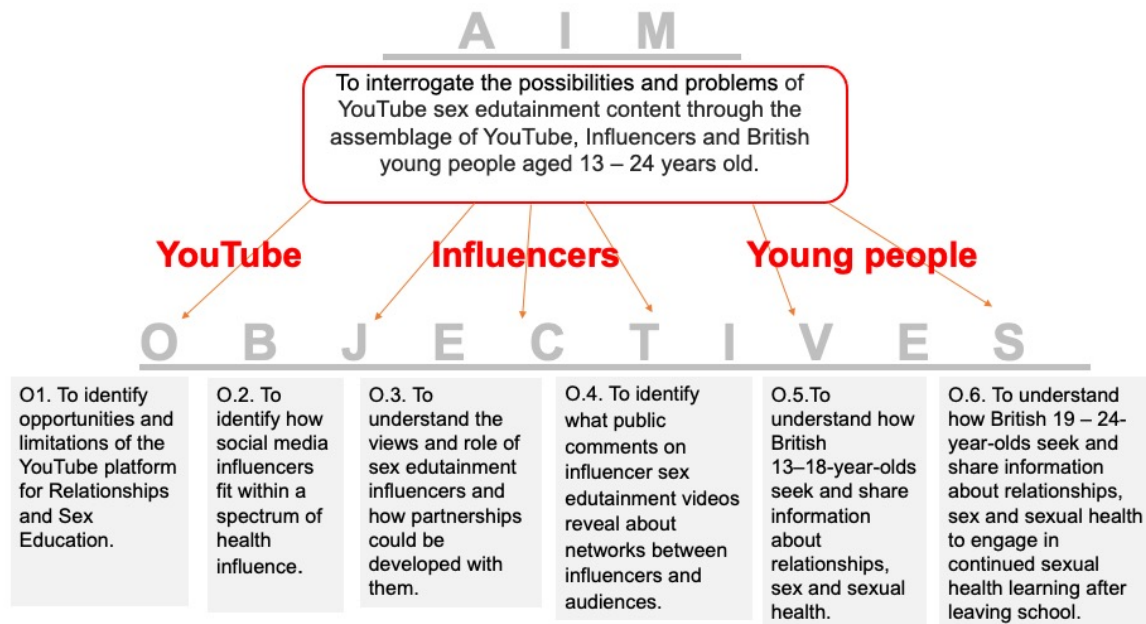 A I M
To interrogate the possibilities and problems of
YouTube sex edutainment content through the
assemblage of YouTube, Influencers and British
young people aged 13 – 24 years old.
YouTube
Influencers
Young people
O B J E C T I V E S
O1. To identify
opportunities and
limitations of the
YouTube platform
for Relationships
and Sex
Education.
O.2. To
identify how
social media
influencers
fit within a
spectrum of
health
influence.
O.3. To
understand the
views and role of
sex edutainment
influencers and
how partnerships
could be
developed with
them.
O.4. To identify
what public
comments on
influencer sex
edutainment videos
reveal about
networks between
influencers and
audiences.
O.5.To
understand how
British
13–18-year-olds
seek and share
information
about
relationships,
sex and sexual
health.
O.6. To understand
how British 19 – 24-
year-olds seek and
share information
about relationships,
sex and sexual health
to engage in
continued sexual
health learning after
leaving school.